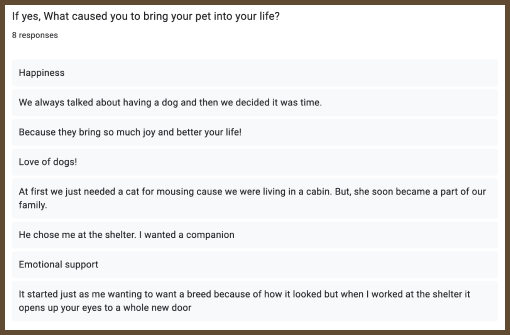 If yes, What caused you to bring your pet into your life?
8 responses
Happiness
We always talked about having a dog and then we decided it was time.
Because they bring so much joy and better your life!
Love of dogs!
At first we just needed a cat for mousing cause we were living in a cabin. But, she soon became a part of our
family.
He chose me at the shelter. I wanted a companion
Emotional support
It started just as me wanting to want a breed because of how it looked but when I worked at the shelter it
opens up your eyes to a whole new door